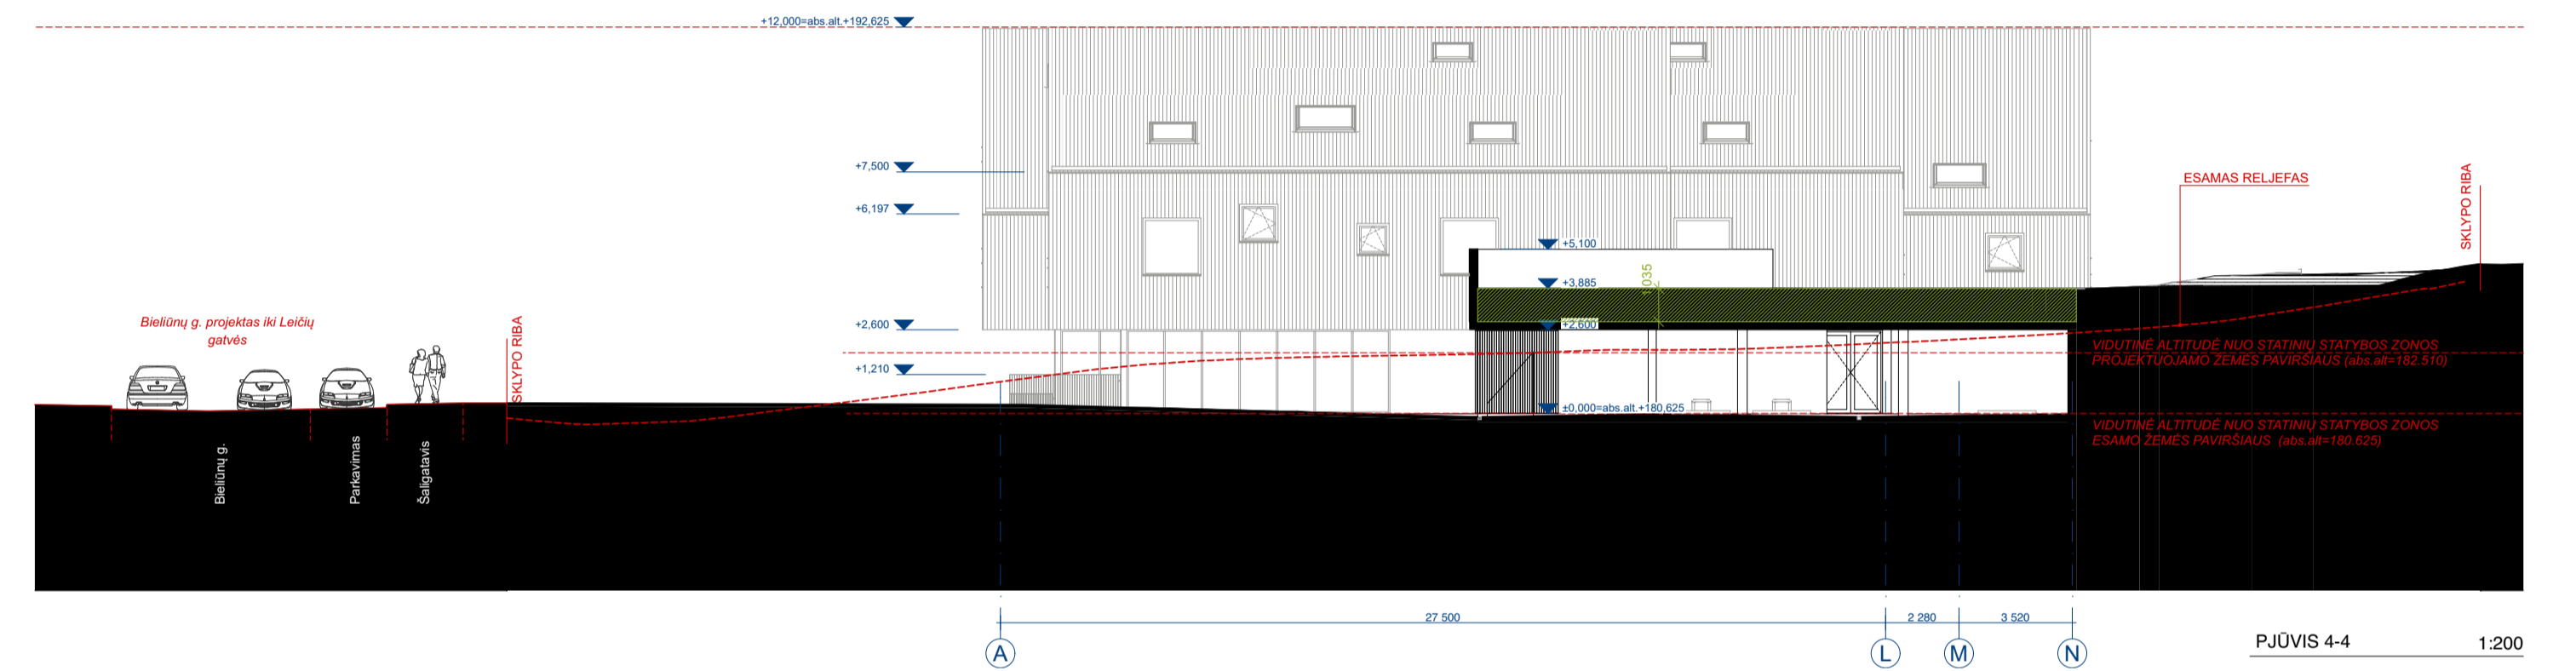 +12,000=abs.alt.+192,625
+7,500
+6,197
+5,100
+3,885
1 035
+2,600
+2,600
+1,210
±0,000=abs.alt.+180,625
ESAMAS RELJEFAS
SKLYPO RIBA
Bieliūnų g. projektas iki Leičių
gatvės
SKLYPO RIBA
VIDUTINĖ ALTITUDĖ NUO STATINIŲ STATYBOS ZONOS
PROJEKTUOJAMO ŽEMĖS PAVIRŠIAUS (abs.alt=182.510)
VIDUTINĖ ALTITUDĖ NUO STATINIŲ STATYBOS ZONOS
ESAMO ŽEMĖS PAVIRŠIAUS (abs.alt=180.625)
Bieliūnų g.
Parkavimas
Šaligatavis
27 500
2 280
3 520
A
L
M
N
PJŪVIS 4-4
1:200